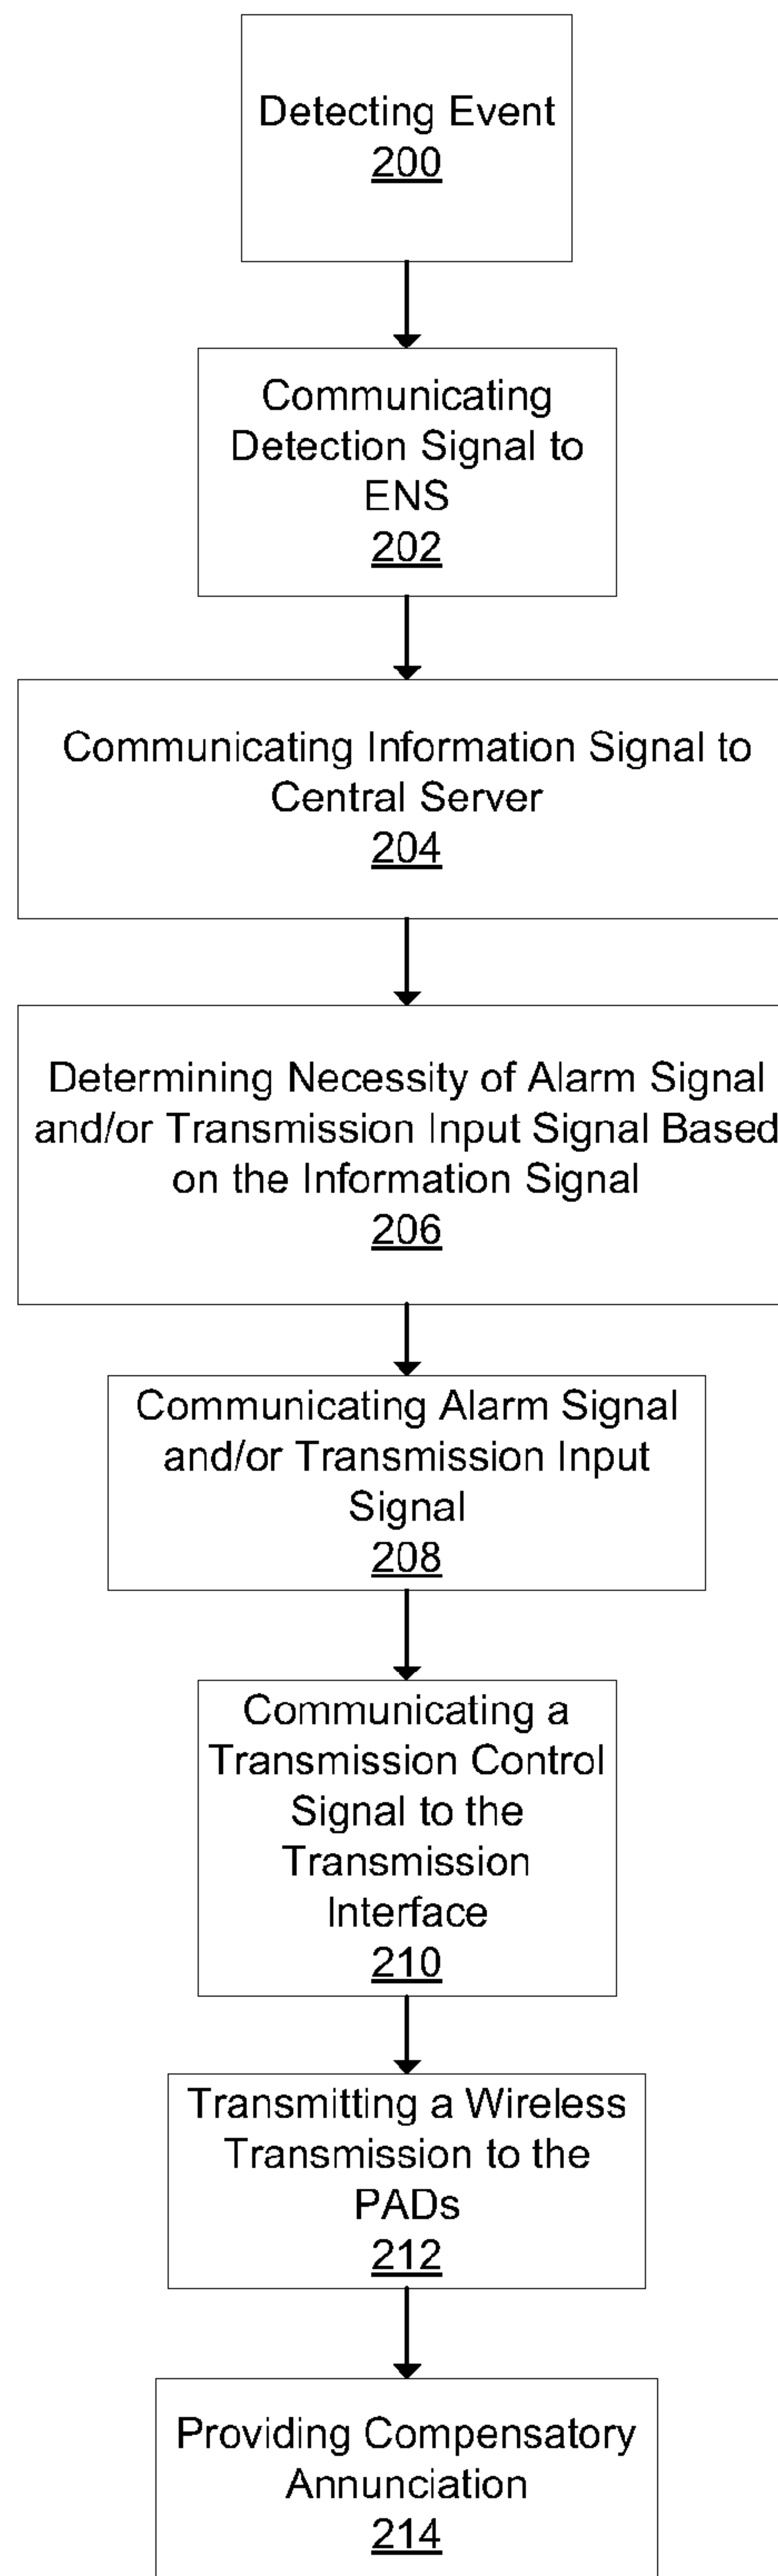 Detecting Event
200
Communicating
Detection Signal to
ENS
202
Communicating Information Signal to
Central Server
204
Determining Necessity of Alarm Signal
and/or Transmission Input Signal Based
on the Information Signal
206
Communicating Alarm Signal
and/or Transmission Input
Signal
208
Communicating a
Transmission Control
Signal to the
Transmission
Interface
210
Transmitting a Wireless
Transmission to the
PADs
212
Providing Compensatory
Annunciation
214